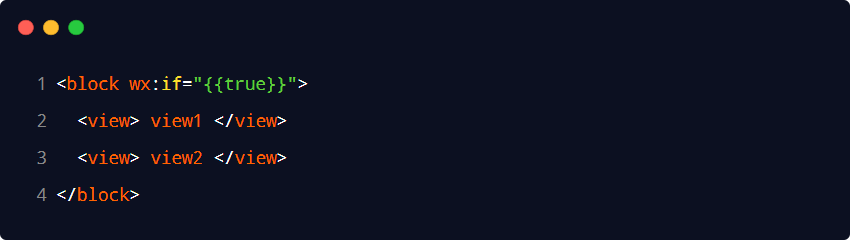 1 <block wx:if="{{true}}">
2   <view> view1 </view>
3   <view> view2 </view>
4 </block>